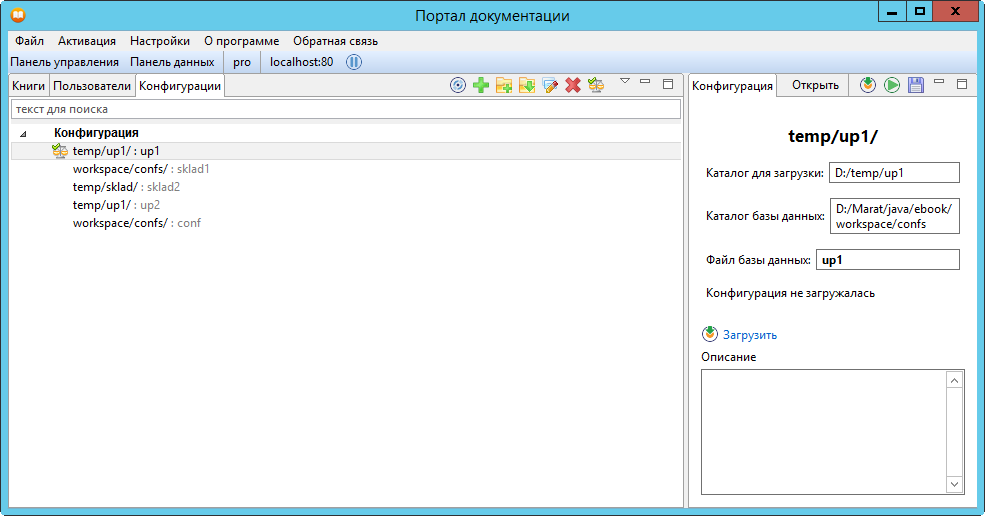 Портал документации
Файл Активация Настройки О программе Обратная связь
Панель управления Панель данных pro localhost:80
Книги Пользователи Конфигурации
текст для поиска
Конфигурация
temp/up1/ : up1
workspace/confs/ : sklad1
temp/sklad/ : sklad2
temp/up1/ : up2
workspace/confs/ : conf
Конфигурация Открыть
temp/up1/
Каталог для загрузки: D:/temp/up1
Каталог базы данных: D:/Marat/java/ebook/
workspace/confs
Файл базы данных: up1
Конфигурация не загружалась
Загрузить
Описание